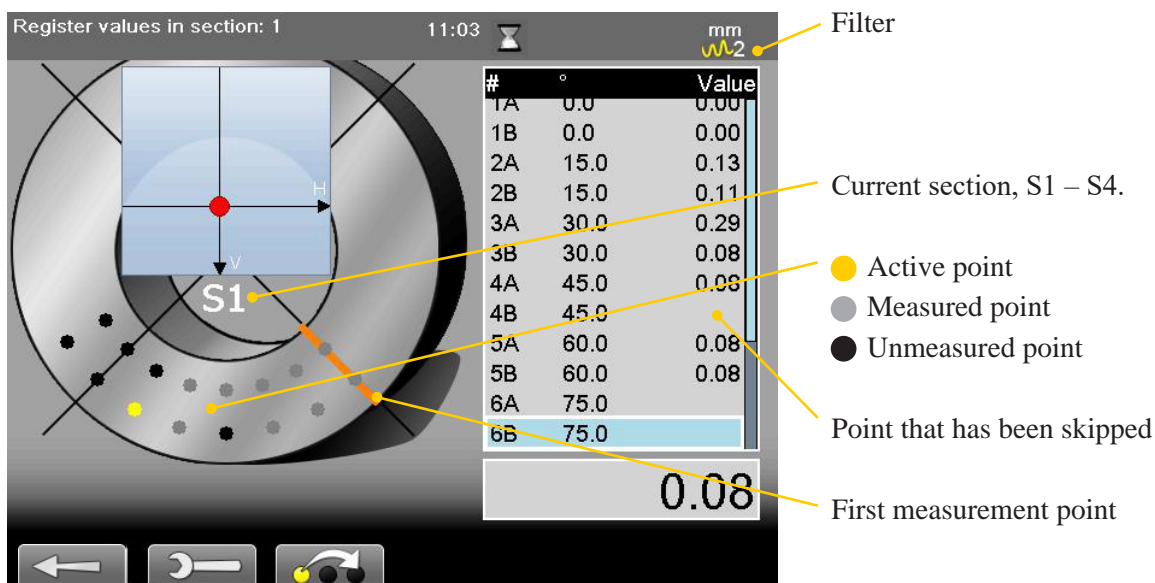 Register values in section: 1 11:03 mm
2
Filter
# ° Value
1A 0.0 0.00
1B 0.0 0.00
2A 15.0 0.13
2B 15.0 0.11
3A 30.0 0.29
3B 30.0 0.08
4A 45.0 0.08
4B 45.0
5A 60.0 0.08
5B 60.0 0.08
6A 75.0
6B 75.0
0.08
H
V
S1
Current section, S1 – S4.
Active point
Measured point
Unmeasured point
Point that has been skipped
First measurement point